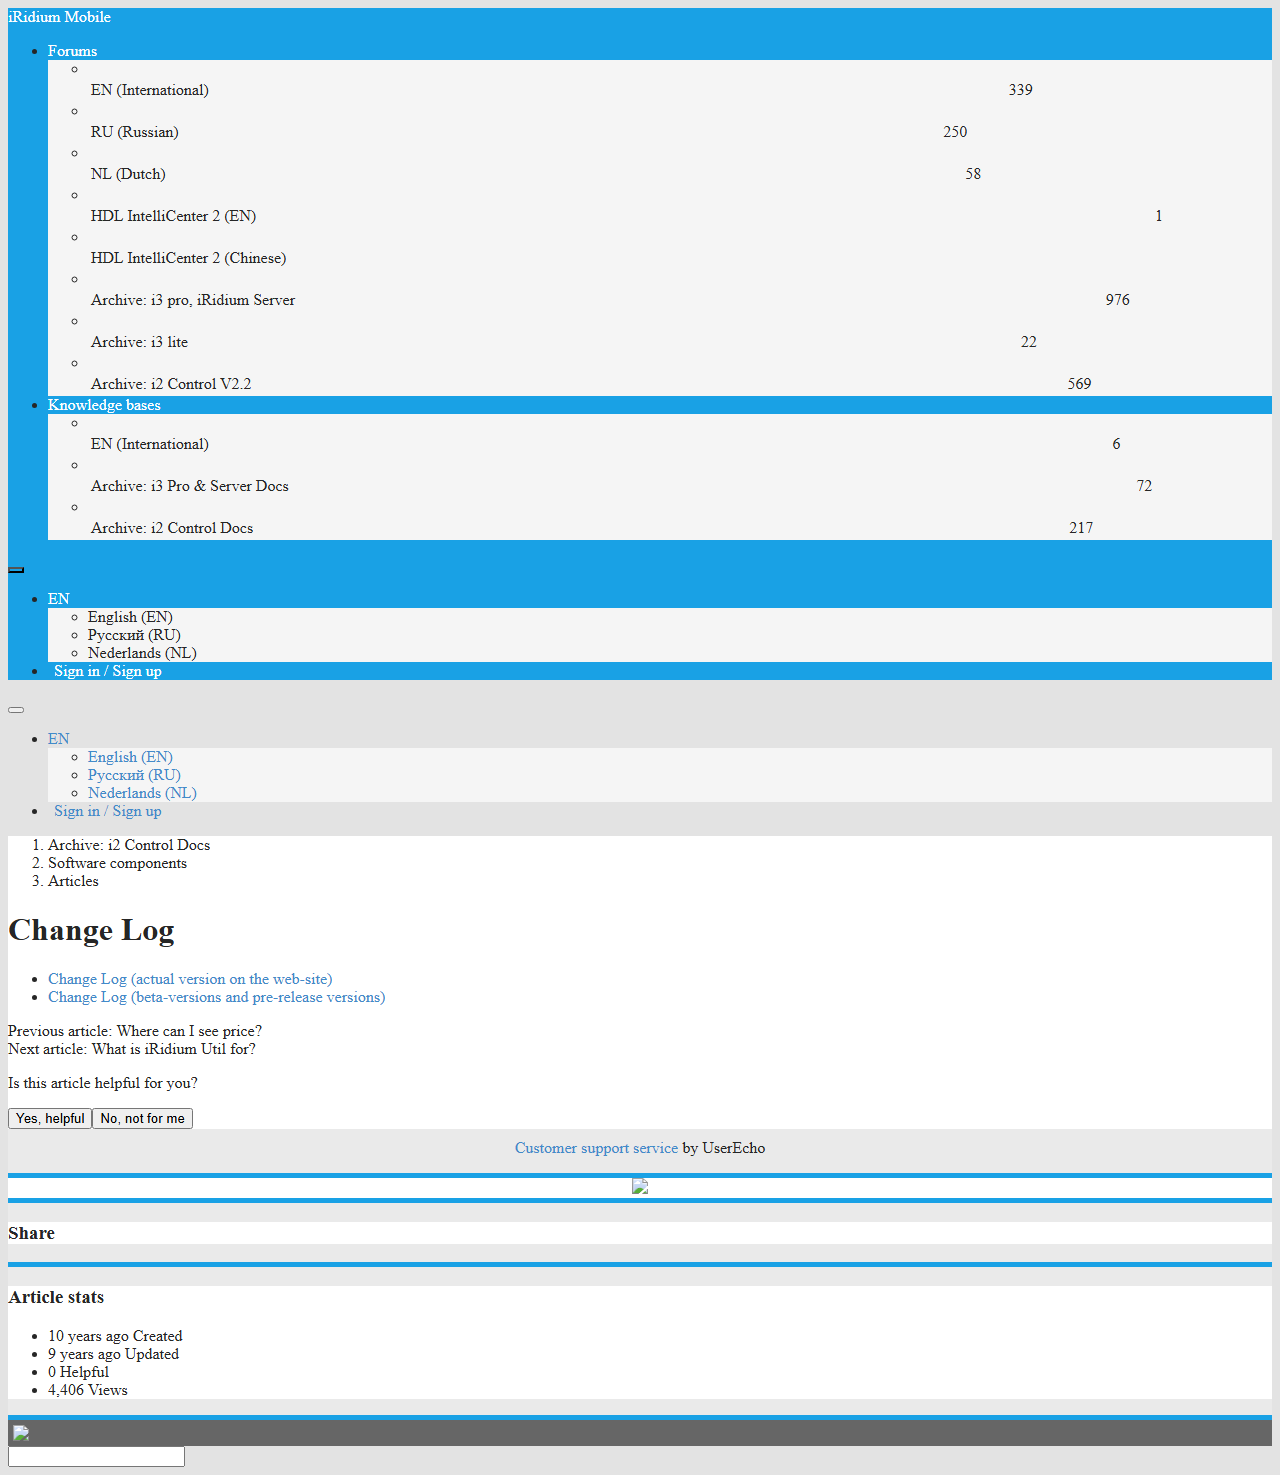 iRidium Mobile
Forums
EN (International) 339
RU (Russian) 250
NL (Dutch) 58
HDL IntelliCenter 2 (EN) 1
HDL IntelliCenter 2 (Chinese)
Archive: i3 pro, iRidium Server 976
Archive: i3 lite 22
Archive: i2 Control V2.2 569
Knowledge bases
EN (International) 6
Archive: i3 Pro & Server Docs 72
Archive: i2 Control Docs 217
EN
English (EN)
Русский (RU)
Nederlands (NL)
Sign in / Sign up
EN
English (EN)
Русский (RU)
Nederlands (NL)
Sign in / Sign up
1. Archive: i2 Control Docs
2. Software components
3. Articles
Change Log
Change Log (actual version on the web-site)
Change Log (beta-versions and pre-release versions)
Previous article: Where can I see price?
Next article: What is iRidium Util for?
Is this article helpful for you?
Yes, helpful No, not for me
Customer support service by UserEcho
Share
Article stats
10 years ago Created
9 years ago Updated
0 Helpful
4,406 Views